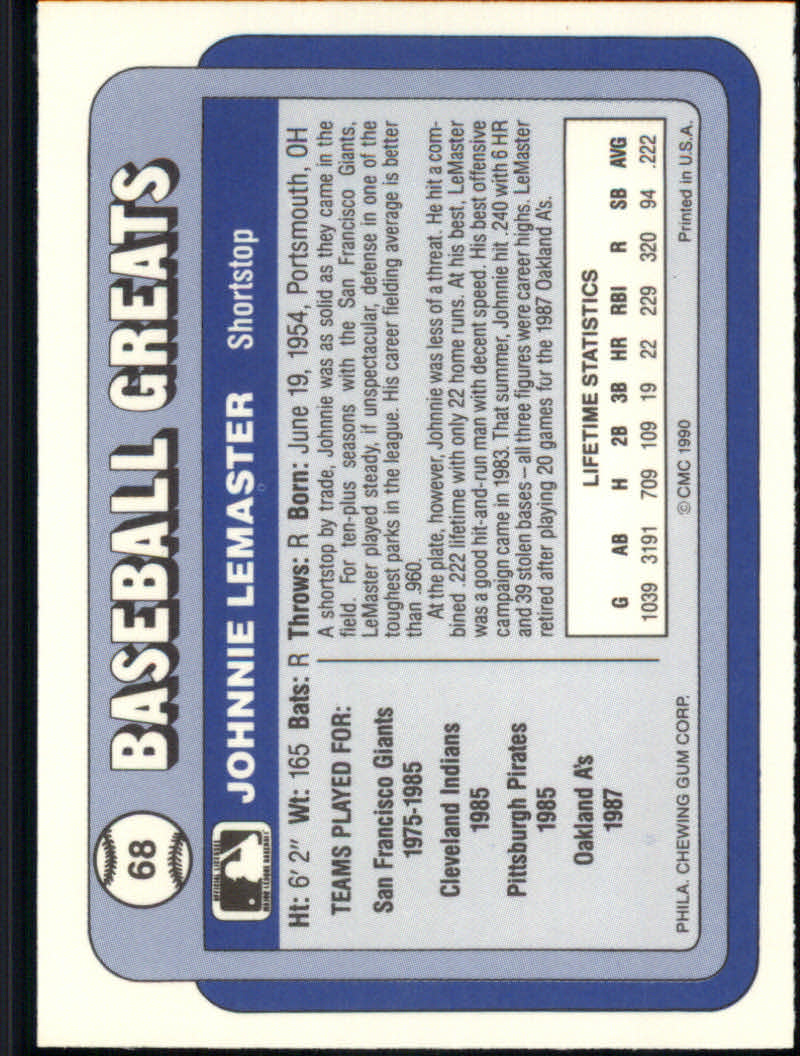 68
BASEBALL GREATS
JOHNNIE LEMASTER Shortstop
Ht: 6' 2" Wt: 165 Bats: R Throws: R Born: June 19, 1954, Portsmouth, OH
TEAMS PLAYED FOR:
San Francisco Giants
1975-1985
Cleveland Indians
1985
Pittsburgh Pirates
1985
Oakland A's
1987
A shortstop by trade, Johnnie was as solid as they came in the
field. For ten-plus seasons with the San Francisco Giants,
LeMaster played steady, if unspectacular, defense in one of the
toughest parks in the league. His career fielding average is better
than .960.
At the plate, however, Johnnie was less of a threat. He hit a com-
bined .222 lifetime with only 22 home runs. At his best, LeMaster
was a good hit-and-run man with decent speed. His best offensive
campaign came in 1983. That summer, Johnnie hit .240 with 6 HR
and 39 stolen bases — all three figures were career highs. LeMaster
retired after playing 20 games for the 1987 Oakland A's.
LIFETIME STATISTICS
G AB H 2B 3B HR RBI R SB AVG
1039 3191 709 109 19 22 229 320 94 .222
PHILA. CHEWING GUM CORP. © CMC 1990 Printed in U.S.A.